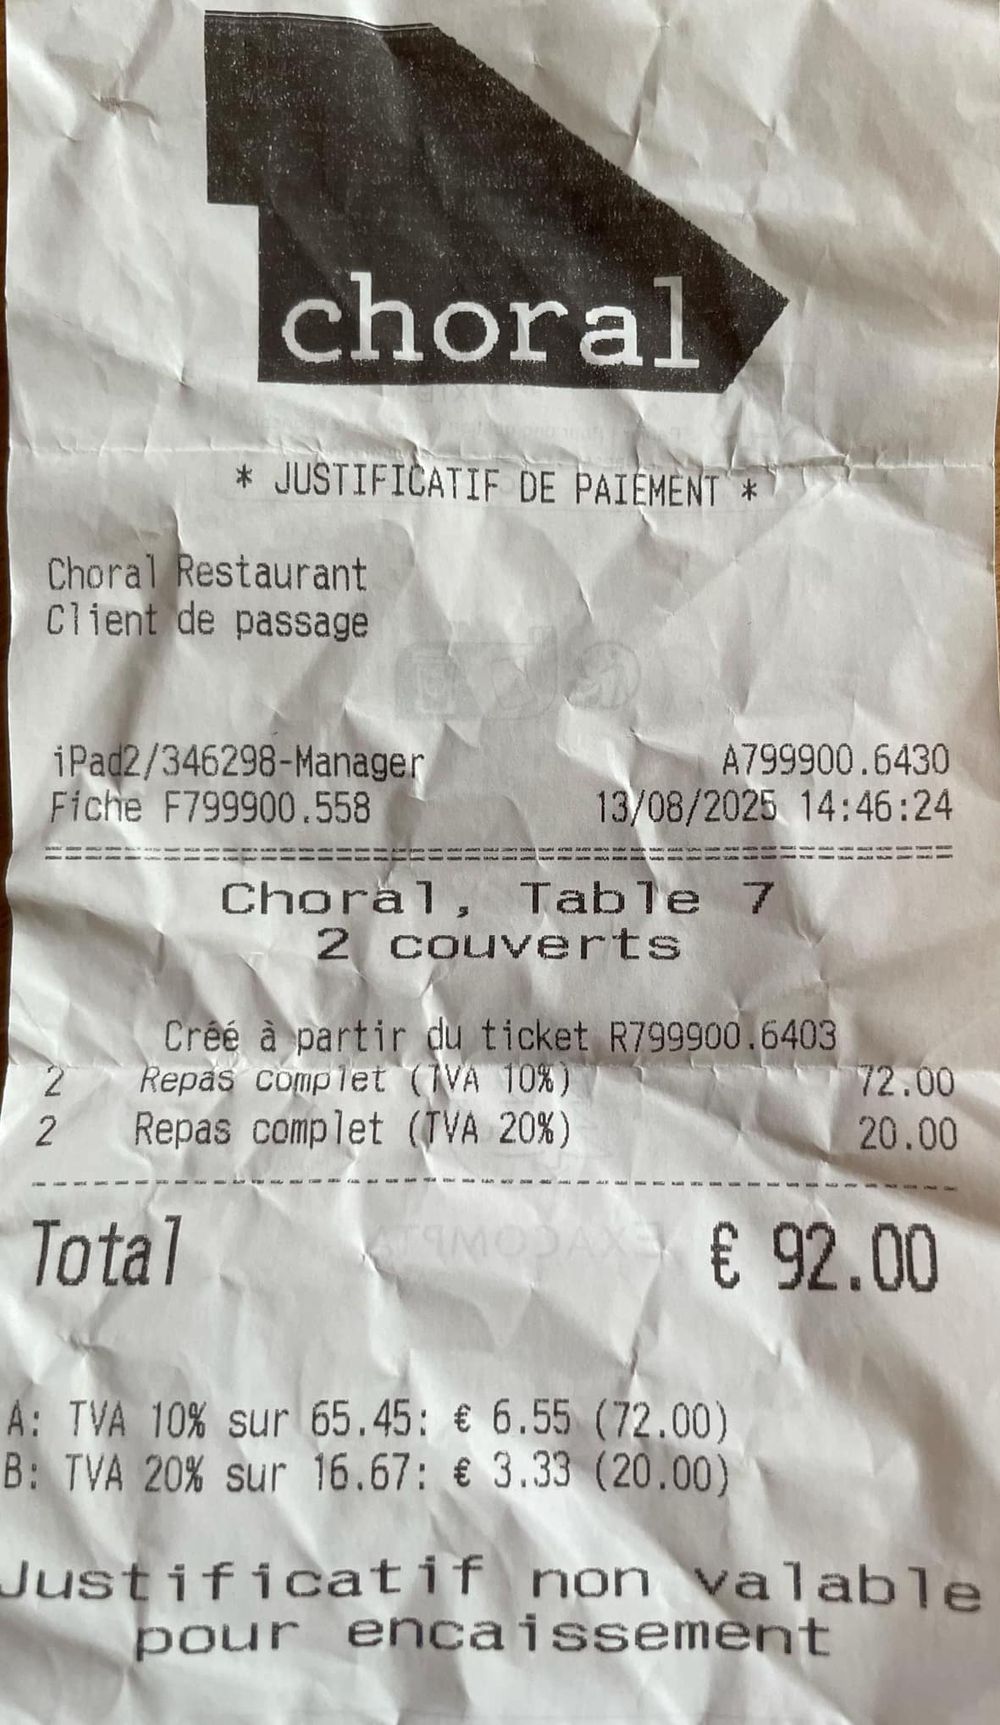 choral
* JUSTIFICATIF DE PAIEMENT *
Choral Restaurant
Client de passage
iPad2/346298-Manager A799900.6430
Fiche F799900.558 13/08/2025 14:46:24
Choral, Table 7
2 couverts
Créé à partir du ticket R799900.6403
2 Repas complet (TVA 10%) 72.00
2 Repas complet (TVA 20%) 20.00
Total € 92.00
A: TVA 10% sur 65.45: € 6.55 (72.00)
B: TVA 20% sur 16.67: € 3.33 (20.00)
Justificatif non valable
pour encaissement